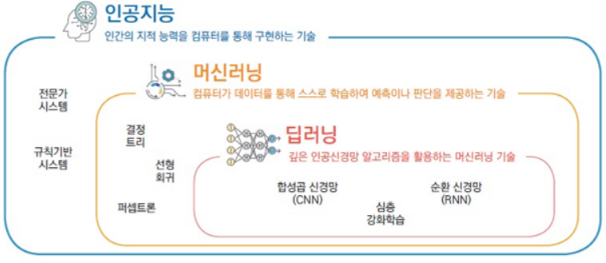 인공지능
인간의 지적 능력을 컴퓨터를 통해 구현하는 기술
머신러닝
컴퓨터가 데이터를 통해 스스로 학습하여 예측이나 판단을 제공하는 기술
전문가
시스템
규칙기반
시스템
결정
트리
선형
회귀
퍼셉트론
딥러닝
깊은 인공신경망 알고리즘을 활용하는 머신러닝 기술
합성곱 신경망
(CNN)
심층
강화학습
순환 신경망
(RNN)